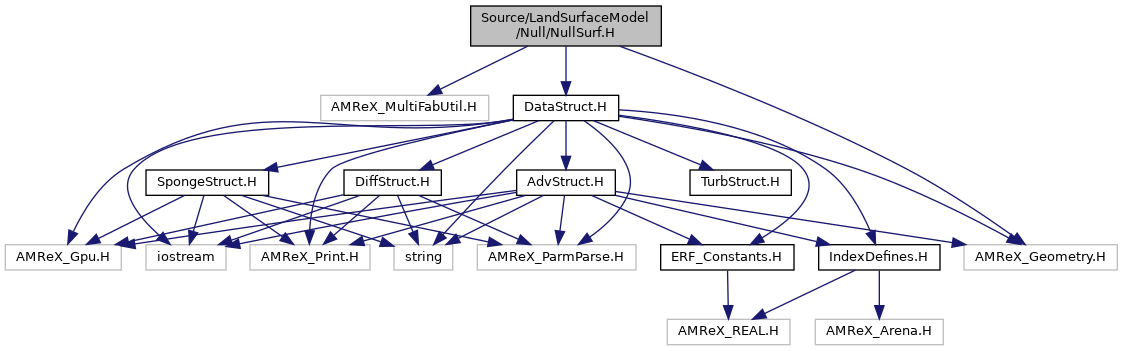 Source/LandSurfaceModel
/Null/NullSurf.H
AMReX_MultiFabUtil.H
DataStruct.H
SpongeStruct.H
DiffStruct.H
AdvStruct.H
TurbStruct.H
AMReX_Gpu.H
iostream
AMReX_Print.H
string
AMReX_ParmParse.H
ERF_Constants.H
IndexDefines.H
AMReX_Geometry.H
AMReX_REAL.H
AMReX_Arena.H